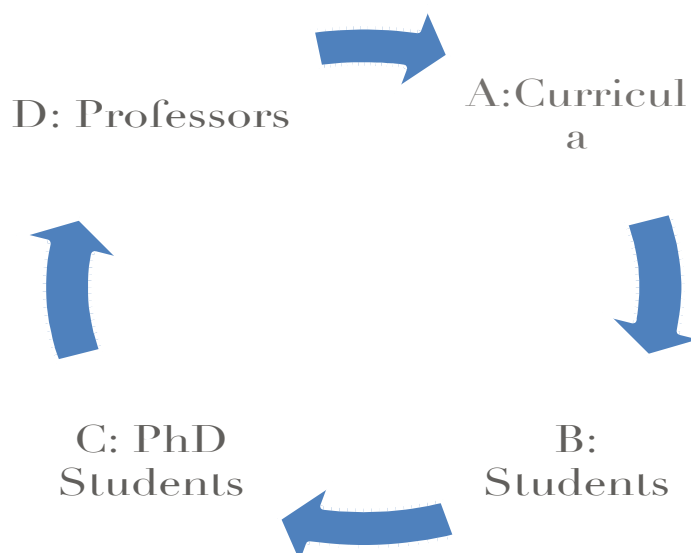 D: Professors
A:Curricul
a
C: PhD
Students
B:
Students